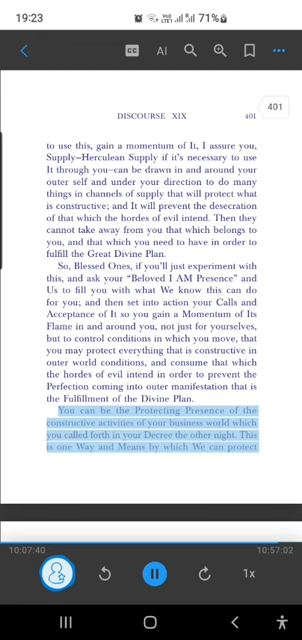 19:23
71%
CC AI
401
DISCOURSE XIX 401
to use this, gain a momentum of It, I assure you,
Supply—Herculean Supply if it's necessary to use
It through you—can be drawn in and around your
outer self and under your direction to do many
things in channels of supply that will protect what
is constructive; and It will prevent the desecration
of that which the hordes of evil intend. Then they
cannot take away from you that which belongs to
you, and that which you need to have in order to
fulfill the Great Divine Plan.
So, Blessed Ones, if you'll just experiment with
this, and ask your "Beloved I AM Presence" and
Us to fill you with what We know this can do
for you; and then set into action your Calls and
Acceptance of It so you gain a Momentum of Its
Flame in and around you, not just for yourselves,
but to control conditions in which you move, that
you may protect everything that is constructive in
outer world conditions, and consume that which
the hordes of evil intend in order to prevent the
Perfection coming into outer manifestation that is
the Fulfillment of the Divine Plan.
You can be the Protecting Presence of the
constructive activities of your business world which
you called forth in your Decree the other night. This
is one Way and Means by which We can protect
10:07:40 10:57:02
1x